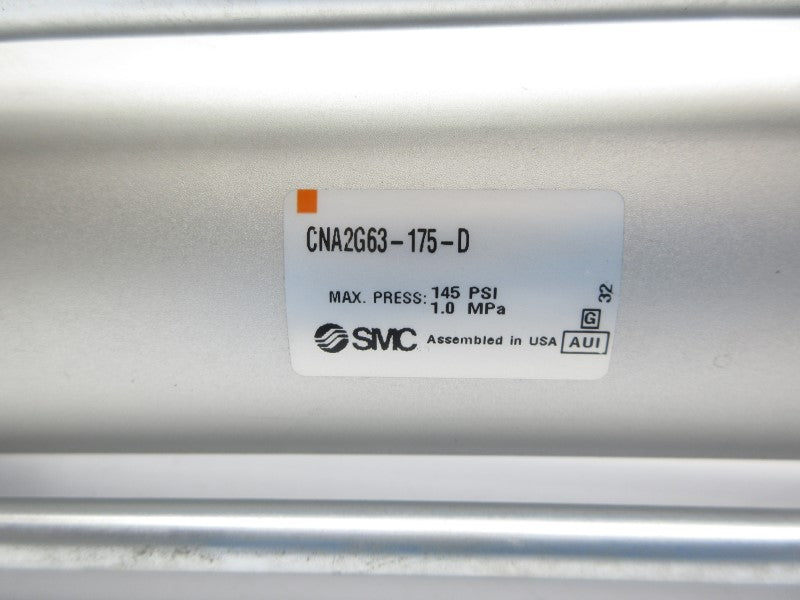 CNA2G63-175-D
MAX. PRESS: 145 PSI
1.0 MPa
32
G
SMC Assembled in USA AUI